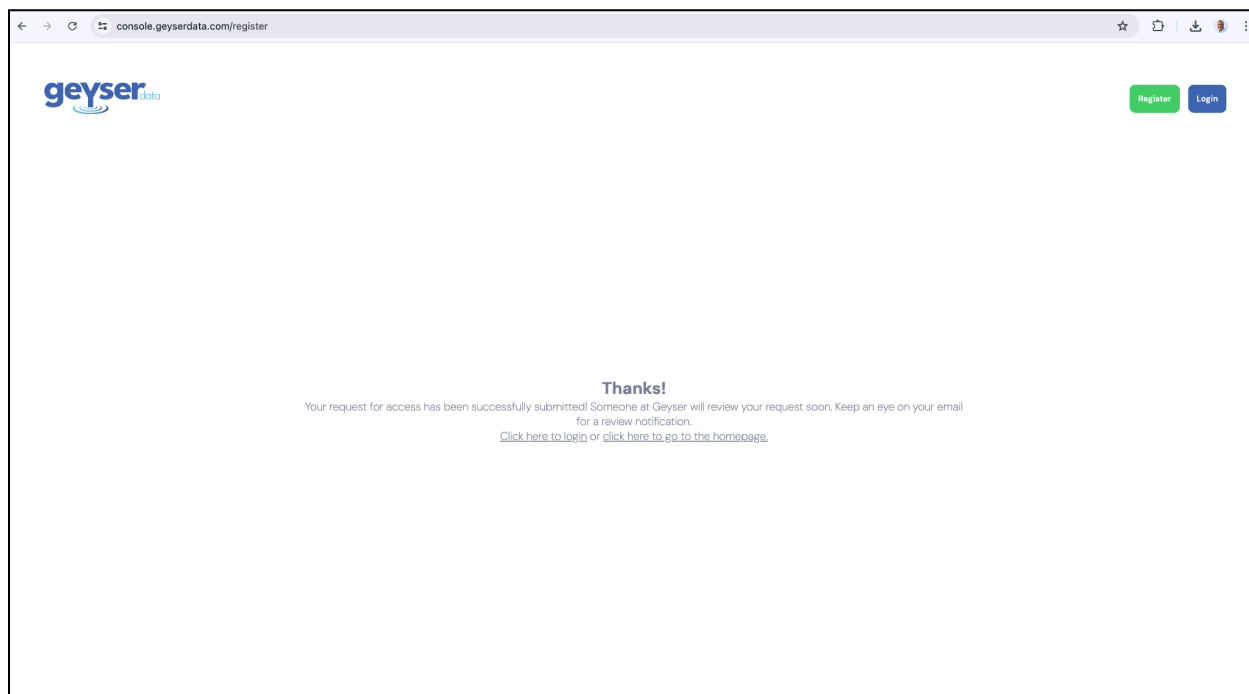 console.geyserdata.com/register
geyser data
Register
Login
Thanks!
Your request for access has been successfully submitted! Someone at Geyser will review your request soon. Keep an eye on your email
for a review notification.
Click here to login or click here to go to the homepage.